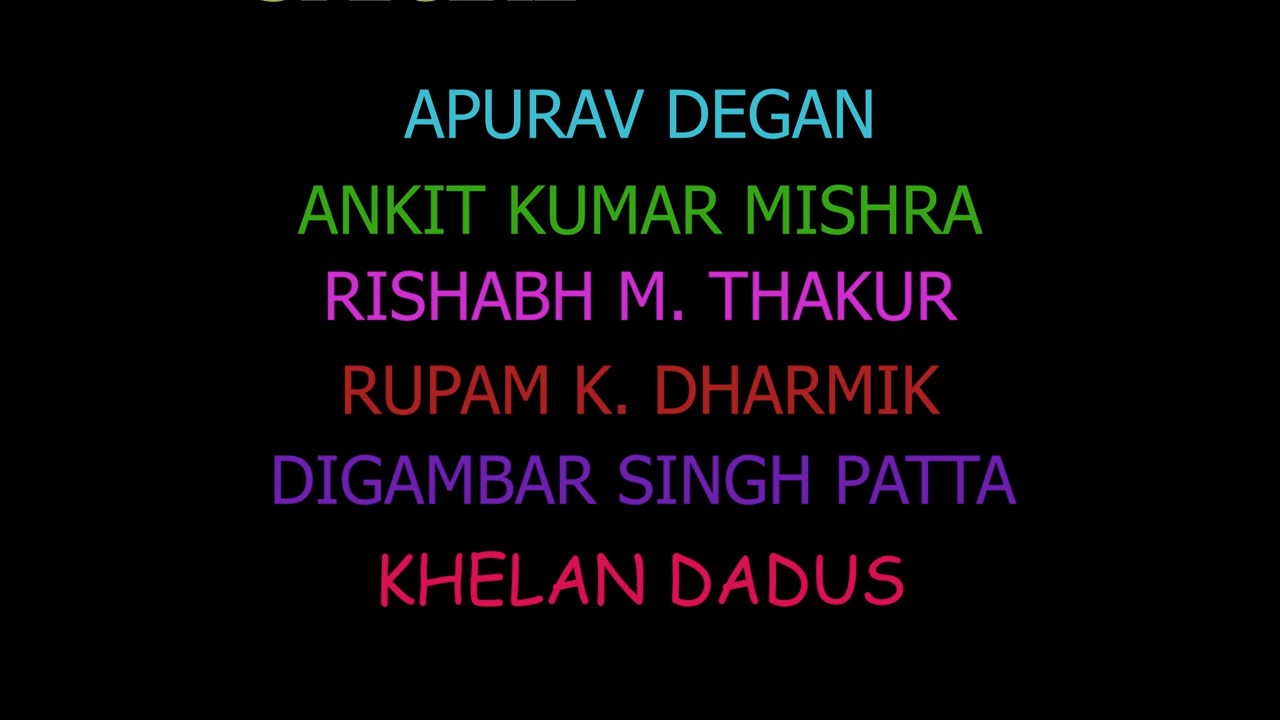 APURAV DEGAN
ANKIT KUMAR MISHRA
RISHABH M. THAKUR
RUPAM K. DHARMIK
DIGAMBAR SINGH PATTA
KHELAN DADUS